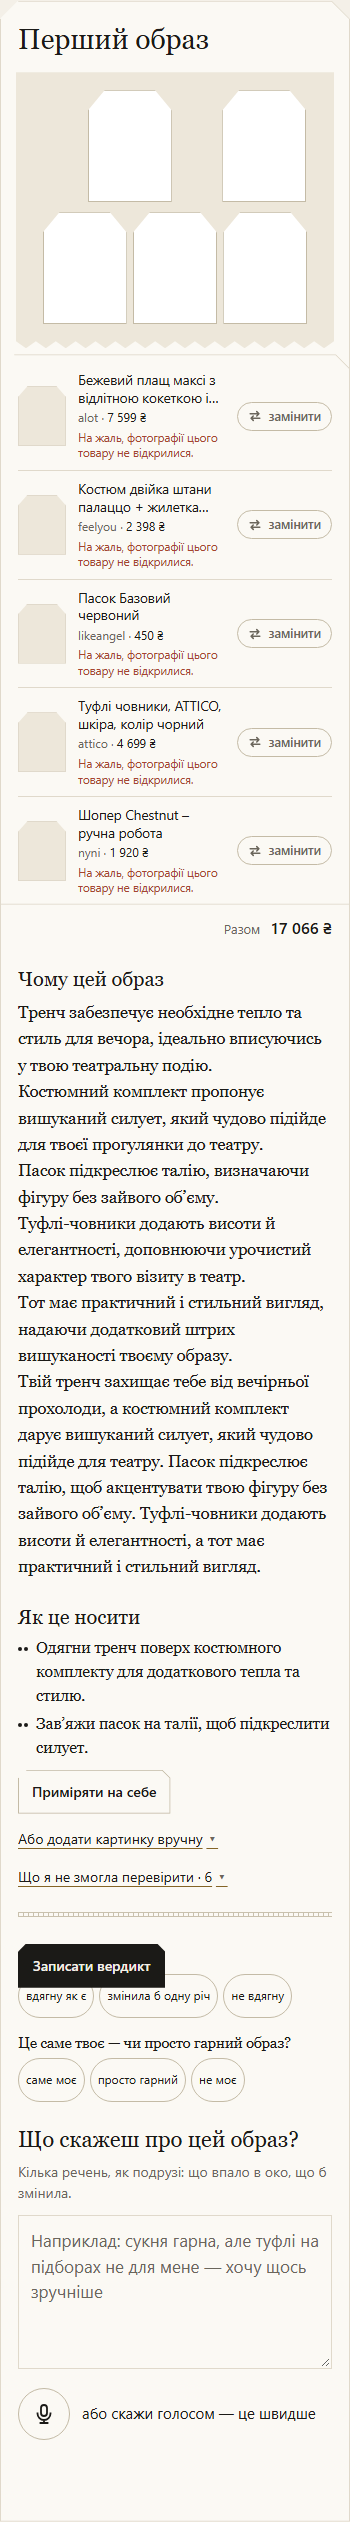 Перший образ
Бежевий плащ максі з
відлітною кокеткою і...
alot · 7 599 ₴
На жаль, фотографії цього
товару не відкрилися.
замінити
Костюм двійка штани
палаццо + жилетка...
feelyou · 2 398 ₴
На жаль, фотографії цього
товару не відкрилися.
замінити
Пасок Базовий
червоний
likeangel · 450 ₴
На жаль, фотографії цього
товару не відкрилися.
замінити
Туфлі човники, ATTICO,
шкіра, колір чорний
attico · 4 699 ₴
На жаль, фотографії цього
товару не відкрилися.
замінити
Шопер Chestnut –
ручна робота
nyni · 1 920 ₴
На жаль, фотографії цього
товару не відкрилися.
замінити
Разом 17 066 ₴
Чому цей образ
Тренч забезпечує необхідне тепло та
стиль для вечора, ідеально вписуючись
у твою театральну подію.
Костюмний комплект пропонує
вишуканий силует, який чудово підійде
для твоєї прогулянки до театру.
Пасок підкреслює талію, визначаючи
фігуру без зайвого об’єму.
Туфлі-човники додають висоти й
елегантності, доповнюючи урочистий
характер твого візиту в театр.
Тот має практичний і стильний вигляд,
надаючи додатковий штрих
вишуканості твоєму образу.
Твій тренч захищає тебе від вечірньої
прохолоди, а костюмний комплект
дарує вишуканий силует, який чудово
підійде для театру. Пасок підкреслює
талію, щоб акцентувати твою фігуру без
зайвого об’єму. Туфлі-човники додають
висоти й елегантності, а тот має
практичний і стильний вигляд.
Як це носити
Одягни тренч поверх костюмного
комплекту для додаткового тепла та
стилю.
Зав’яжи пасок на талії, щоб підкреслити
силует.
Приміряти на себе
Або додати картинку вручну
Що я не змогла перевірити · 6
Записати вердикт
вдягну як є
змінила б одну річ
не вдягну
Це саме твоє — чи просто гарний образ?
саме моє
просто гарний
не моє
Що скажеш про цей образ?
Кілька речень, як подрузі: що впало в око, що б
змінила.
Наприклад: сукня гарна, але туфлі на
підборах не для мене — хочу щось
зручніше
або скажи голосом — це швидше